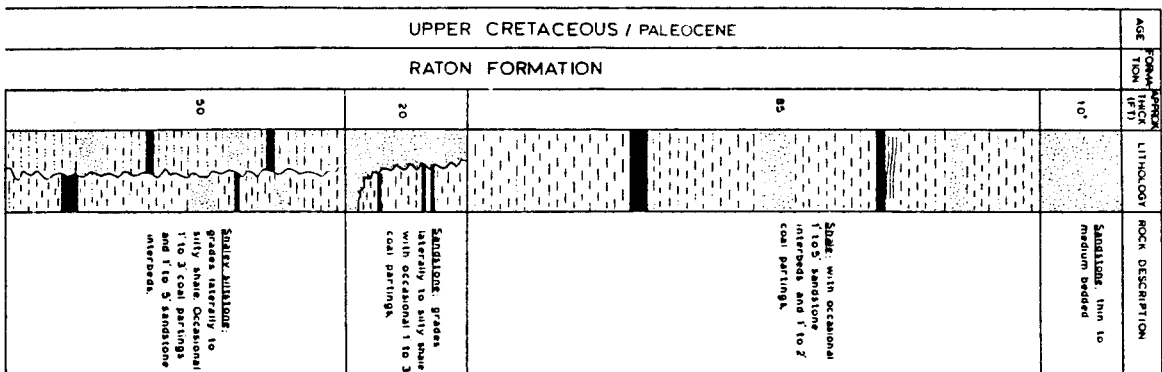 AGE
UPPER CRETACEOUS / PALEOCENE
FORMA-
TION
RATON FORMATION
APPROX
THICK
(FT)
10"
85
20
50
LITHOLOGY
ROCK DESCRIPTION
Sandstone, thin to
medium bedded
Shale: with occasional
1' to 5' sandstone
interbeds and 1' to 2'
coal partings.
Sandstone: grades
laterally to silty shale
with occasional 1 to 3
coal partings.
Shaley siltstone:
grades laterally to
silty shale. Occasional
1' to 3' coal partings
and 1' to 5' sandstone
interbeds.